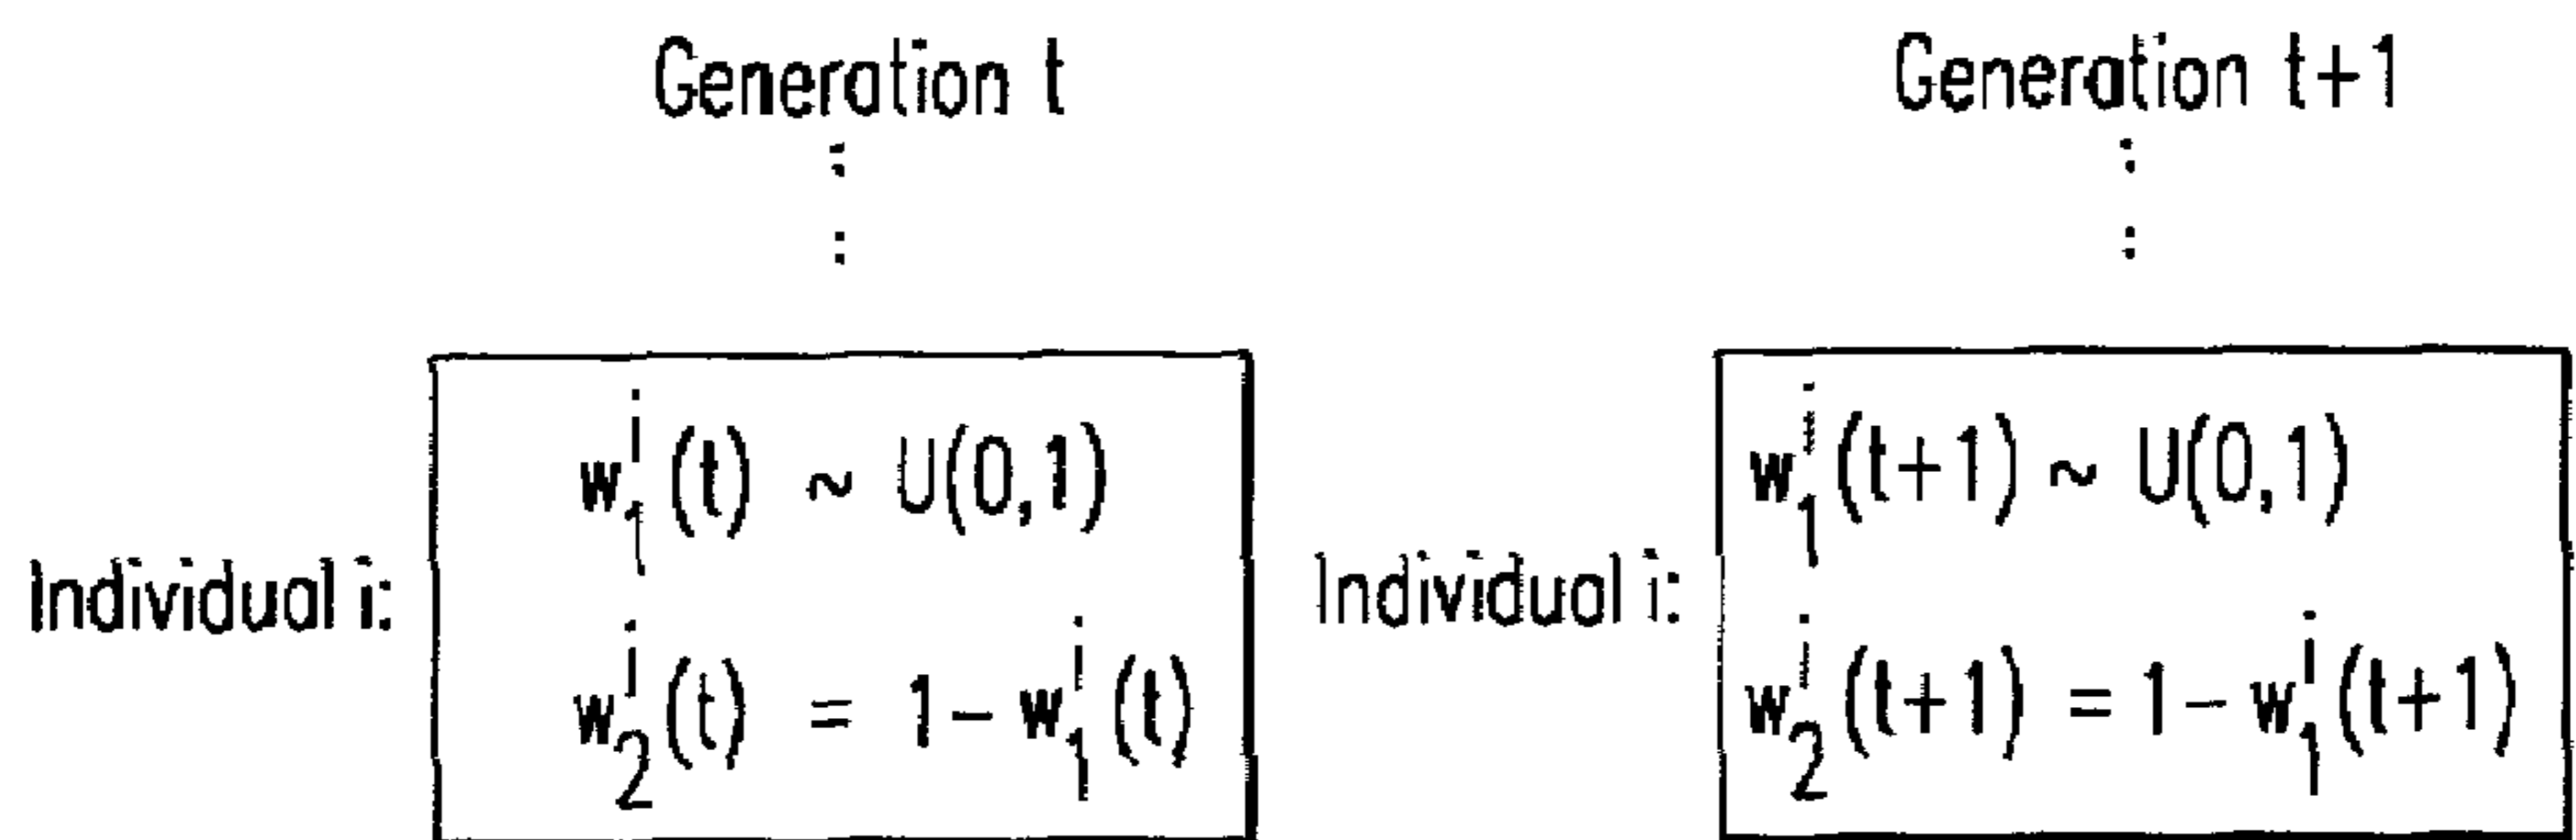 Generation t
:
:
Individual i:
w_1^i(t) ~ U(0,1)
w_2^i(t) = 1- w_1^i(t)
Generation t+1
:
:
Individual i:
w_1^i(t+1) ~ U(0,1)
w_2^i(t+1) = 1- w_1^i(t+1)